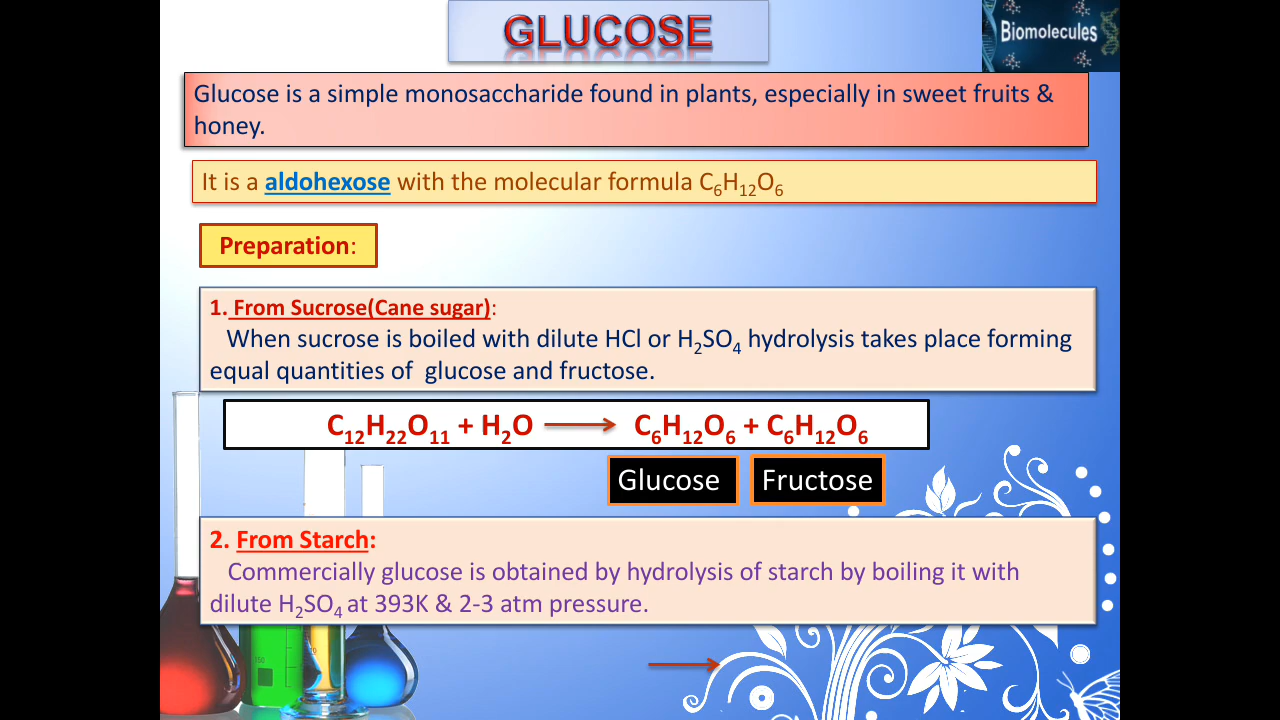 GLUCOSE
Biomolecules
Glucose is a simple monosaccharide found in plants, especially in sweet fruits &
honey.
It is a aldohexose with the molecular formula C₆H₁₂O₆
Preparation:
1. From Sucrose(Cane sugar):
When sucrose is boiled with dilute HCl or H₂SO₄ hydrolysis takes place forming
equal quantities of glucose and fructose.
C₁₂H₂₂O₁₁ + H₂O ⟶ C₆H₁₂O₆ + C₆H₁₂O₆
Glucose Fructose
2. From Starch:
Commercially glucose is obtained by hydrolysis of starch by boiling it with
dilute H₂SO₄ at 393K & 2-3 atm pressure.